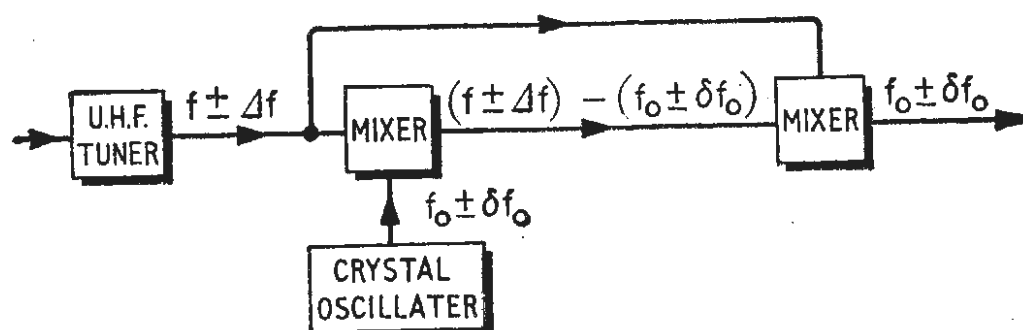 U.H.F.
TUNER
f ± Δf
MIXER
(f ± Δf) – (fo ± δfo)
MIXER
fo ± δfo
fo ± δfo
CRYSTAL
OSCILLATER